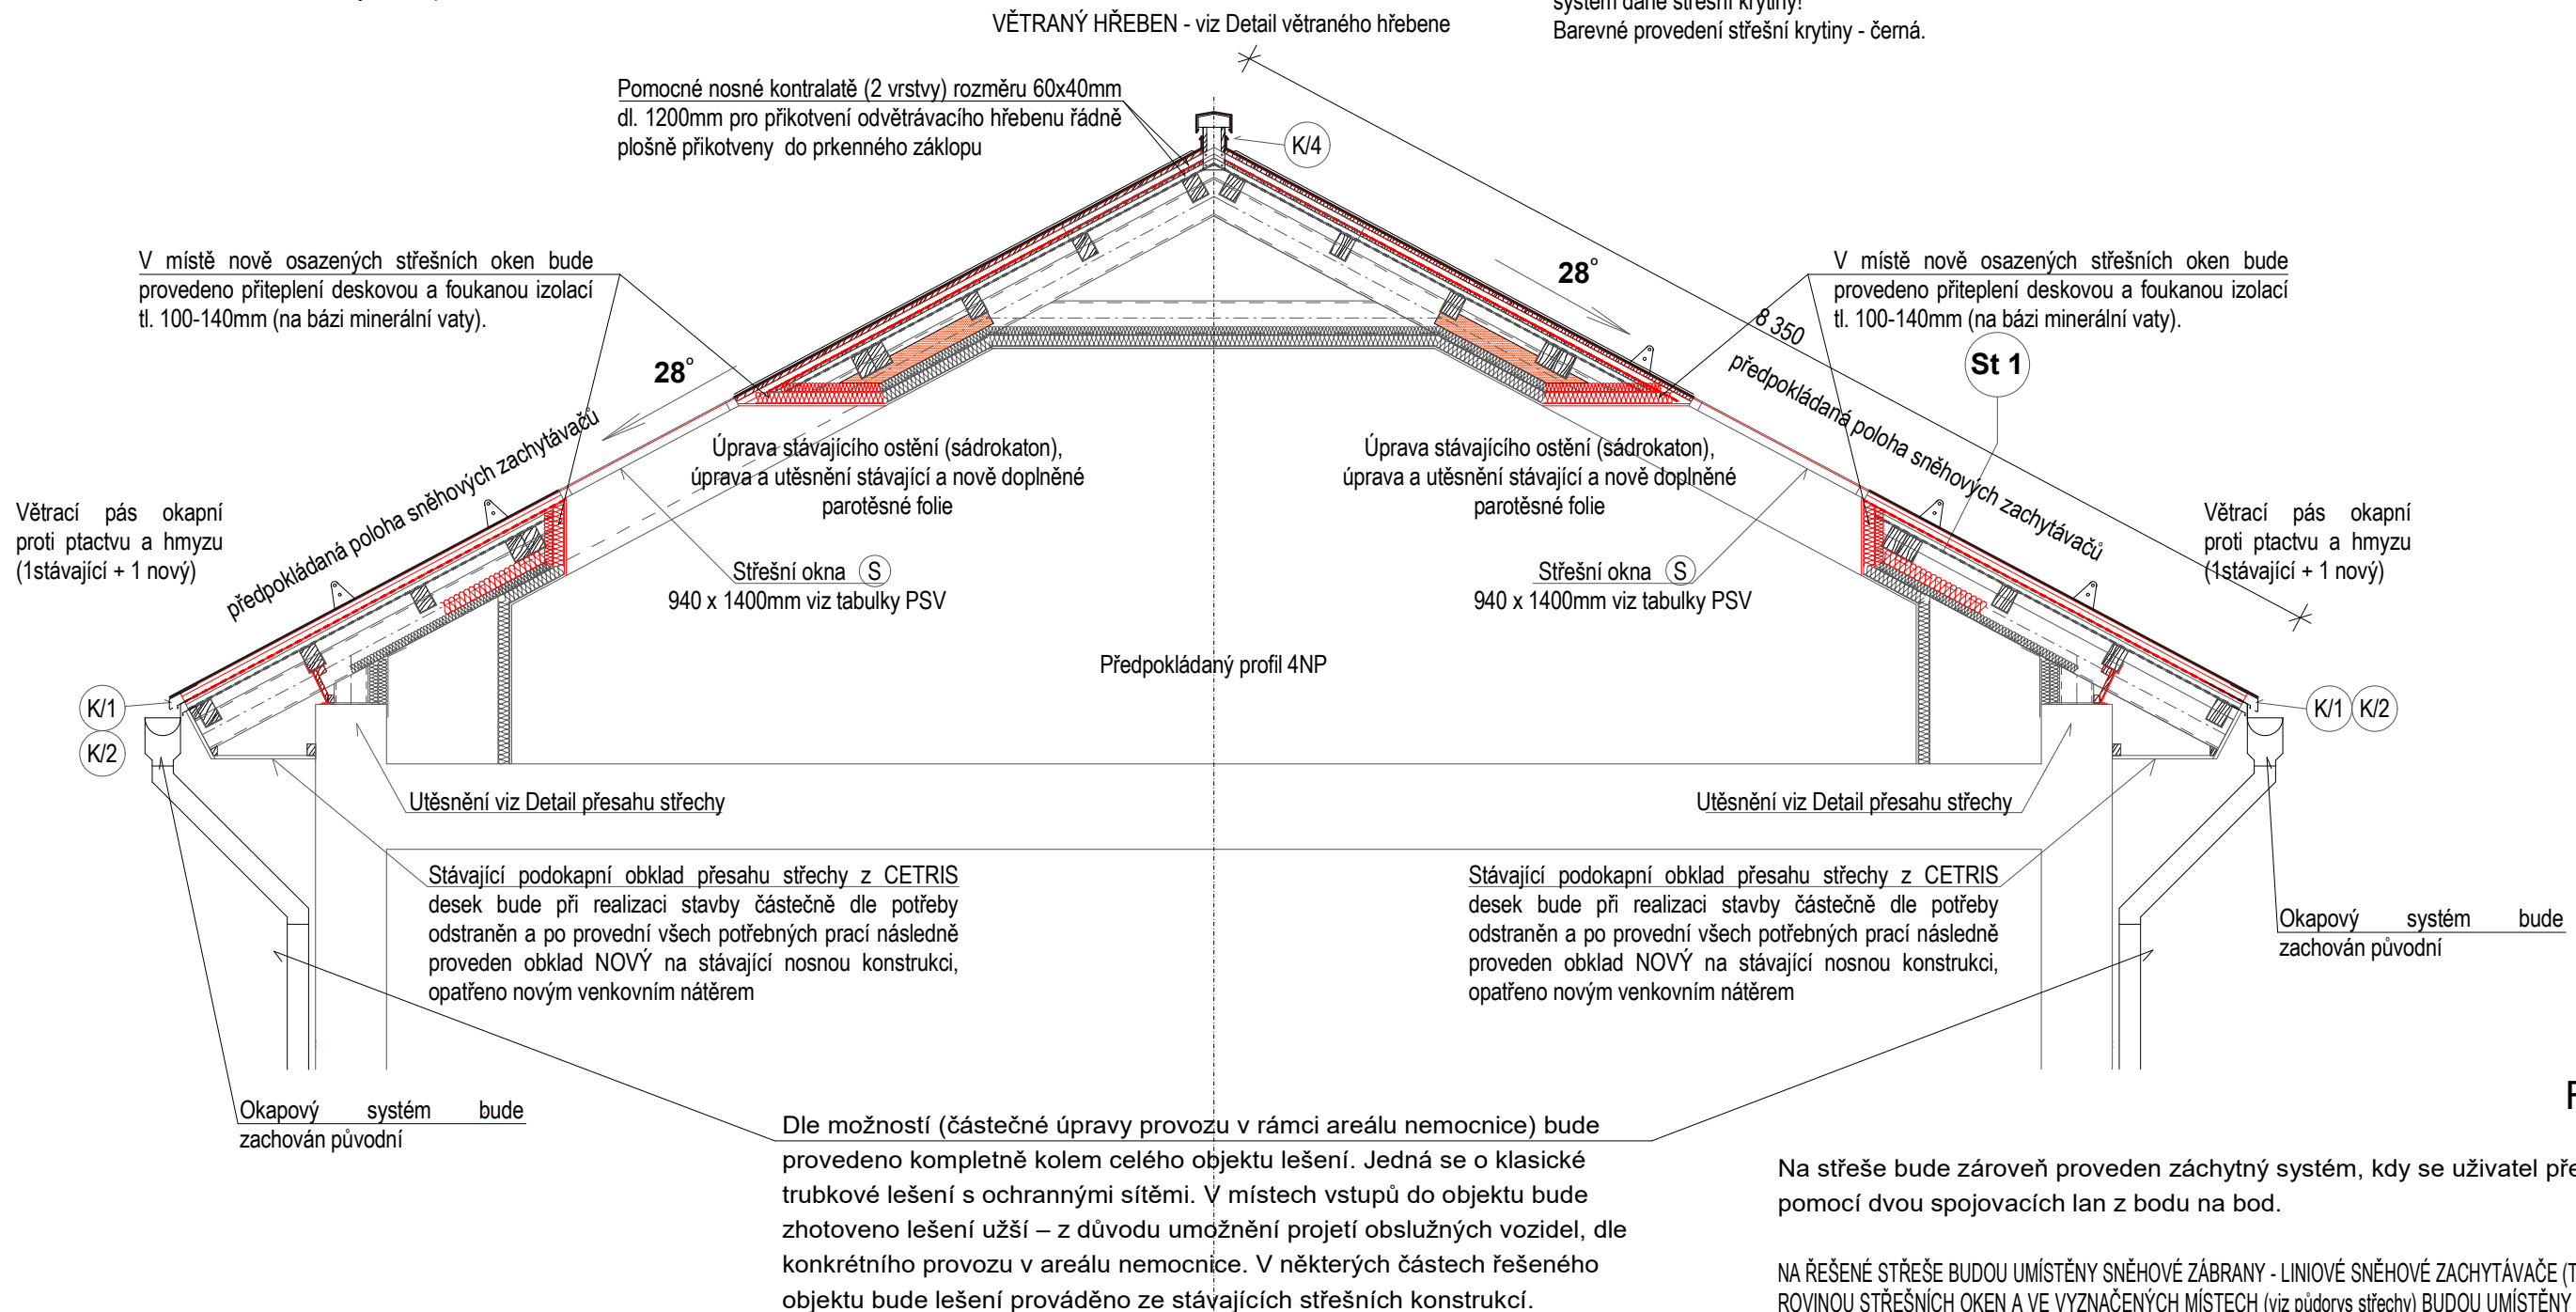 systém dané střešní krytiny!
Barevné provedení střešní krytiny - černá.
VĚTRANÝ HŘEBEN - viz Detail větraného hřebene
Pomocné nosné kontralatě (2 vrstvy) rozměru 60x40mm
dl. 1200mm pro přikotvení odvětrávacího hřebenu řádně
plošně přikotveny do prkenného záklopu
K/4
V místě nově osazených střešních oken bude
provedeno přiteplení deskovou a foukanou izolací
tl. 100-140mm (na bázi minerální vaty).
28°
28°
V místě nově osazených střešních oken bude
provedeno přiteplení deskovou a foukanou izolací
tl. 100-140mm (na bázi minerální vaty).
8 350
St 1
předpokládaná poloha sněhových zachytávačů
předpokládaná poloha sněhových zachytávačů
Úprava stávajícího ostění (sádrokaton),
úprava a utěsnění stávající a nově doplněné
parotěsné folie
Úprava stávajícího ostění (sádrokaton),
úprava a utěsnění stávající a nově doplněné
parotěsné folie
Větrací pás okapní
proti ptactvu a hmyzu
(1stávající + 1 nový)
Větrací pás okapní
proti ptactvu a hmyzu
(1stávající + 1 nový)
Střešní okna S
940 x 1400mm viz tabulky PSV
Střešní okna S
940 x 1400mm viz tabulky PSV
Předpokládaný profil 4NP
K/1
K/2
K/1 K/2
Utěsnění viz Detail přesahu střechy
Utěsnění viz Detail přesahu střechy
Stávající podokapní obklad přesahu střechy z CETRIS
desek bude při realizaci stavby částečně dle potřeby
odstraněn a po provední všech potřebných prací následně
proveden obklad NOVÝ na stávající nosnou konstrukci,
opatřeno novým venkovním nátěrem
Stávající podokapní obklad přesahu střechy z CETRIS
desek bude při realizaci stavby částečně dle potřeby
odstraněn a po provední všech potřebných prací následně
proveden obklad NOVÝ na stávající nosnou konstrukci,
opatřeno novým venkovním nátěrem
Okapový systém bude
zachován původní
Okapový systém bude
zachován původní
Dle možností (částečné úpravy provozu v rámci areálu nemocnice) bude
provedeno kompletně kolem celého objektu lešení. Jedná se o klasické
trubkové lešení s ochrannými sítěmi. V místech vstupů do objektu bude
zhotoveno lešení užší – z důvodu umožnění projetí obslužných vozidel, dle
konkrétního provozu v areálu nemocnice. V některých částech řešeného
objektu bude lešení prováděno ze stávajících střešních konstrukcí.
Na střeše bude zároveň proveden záchytný systém, kdy se uživatel pře
pomocí dvou spojovacích lan z bodu na bod.
NA ŘEŠENÉ STŘEŠE BUDOU UMÍSTĚNY SNĚHOVÉ ZÁBRANY - LINIOVÉ SNĚHOVÉ ZACHYTÁVAČE (T
ROVINOU STŘEŠNÍCH OKEN A VE VYZNAČENÝCH MÍSTECH (viz půdorys střechy) BUDOU UMÍSTĚNY